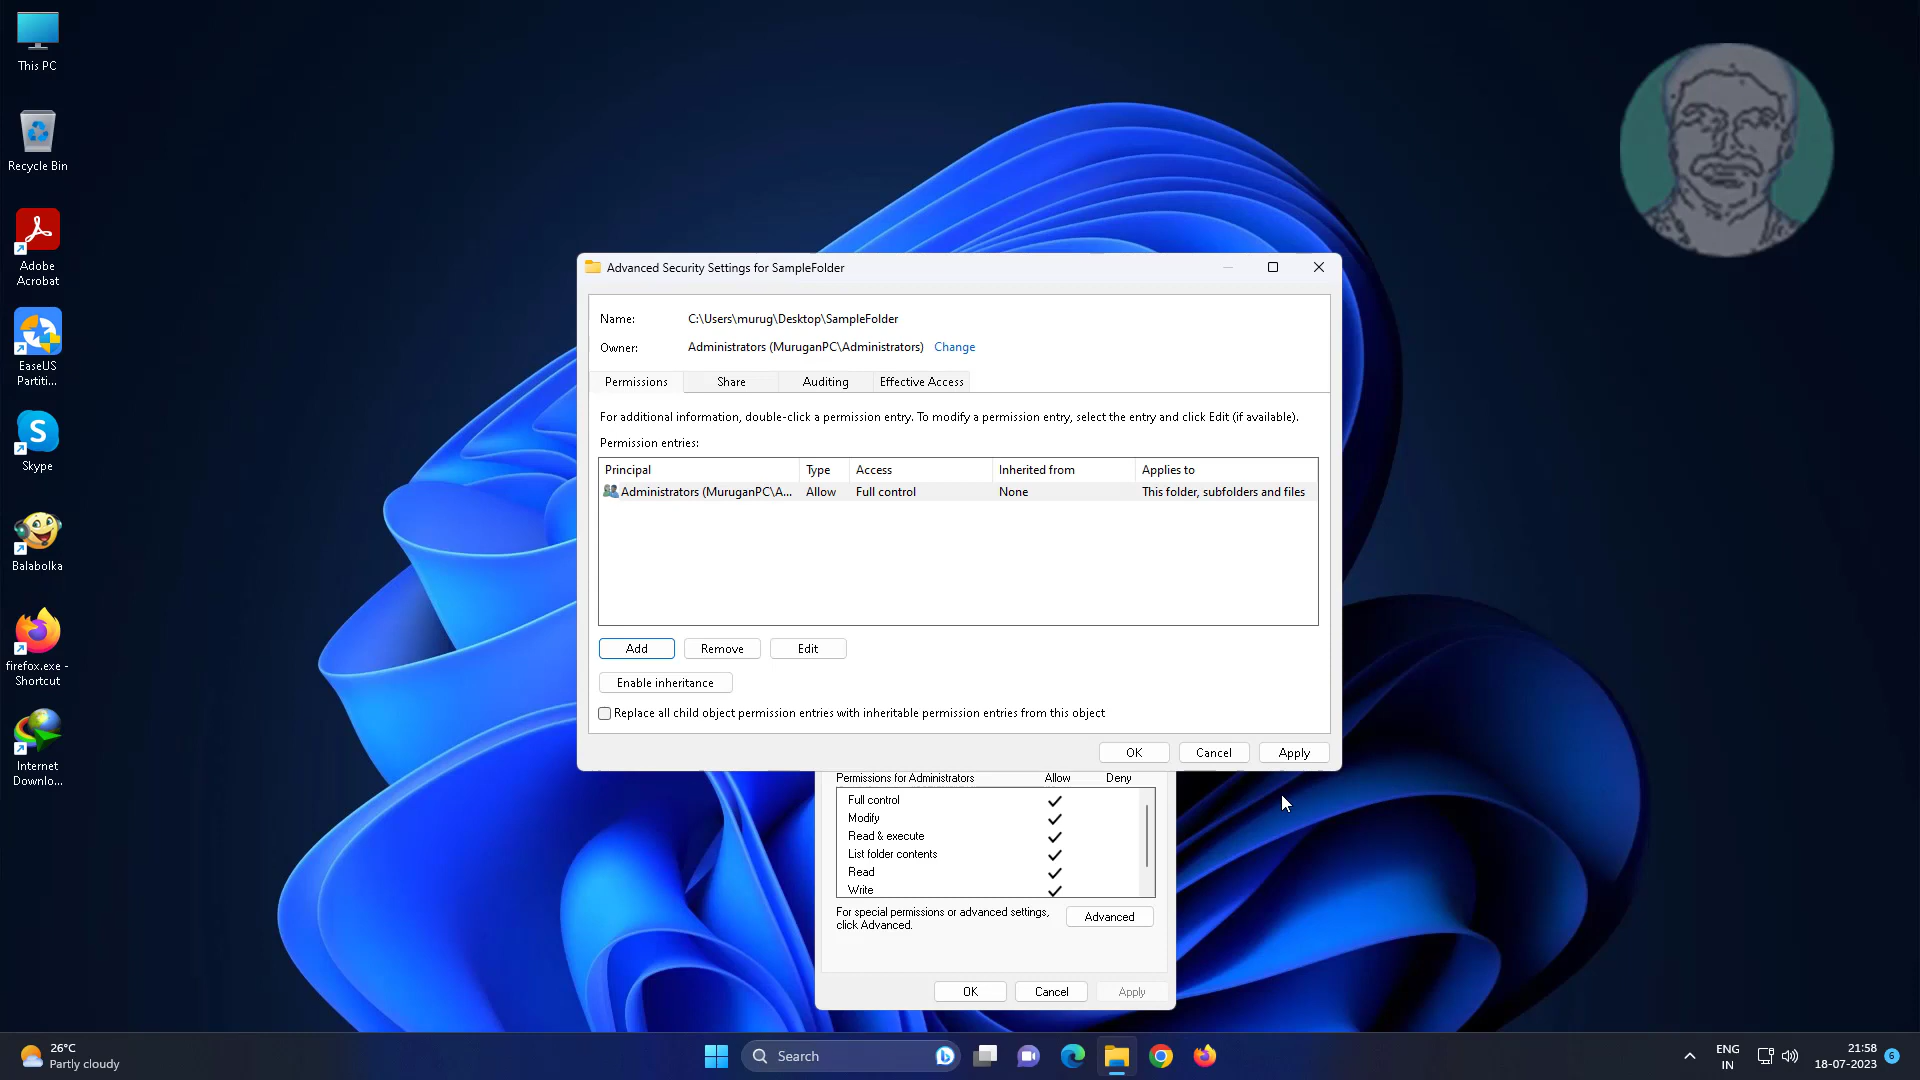 This PC
Recycle Bin
Adobe
Acrobat
EaseUS
Partiti...
Skype
Balabolka
firefox.exe -
Shortcut
Internet
Downlo...
Advanced Security Settings for SampleFolder
Name: C:\Users\murug\Desktop\SampleFolder
Owner: Administrators (MuruganPC\Administrators) Change
Permissions Share Auditing Effective Access
For additional information, double-click a permission entry. To modify a permission entry, select the entry and click Edit (if available).
Permission entries:
Principal Type Access Inherited from Applies to
Administrators (MuruganPC\A... Allow Full control None This folder, subfolders and files
Add Remove Edit
Enable inheritance
Replace all child object permission entries with inheritable permission entries from this object
OK Cancel Apply
Permissions for Administrators Allow Deny
Full control
Modify
Read & execute
List folder contents
Read
Write
For special permissions or advanced settings,
click Advanced.
Advanced
OK Cancel Apply
26°C
Partly cloudy
Search
ENG
IN
21:58
18-07-2023
6